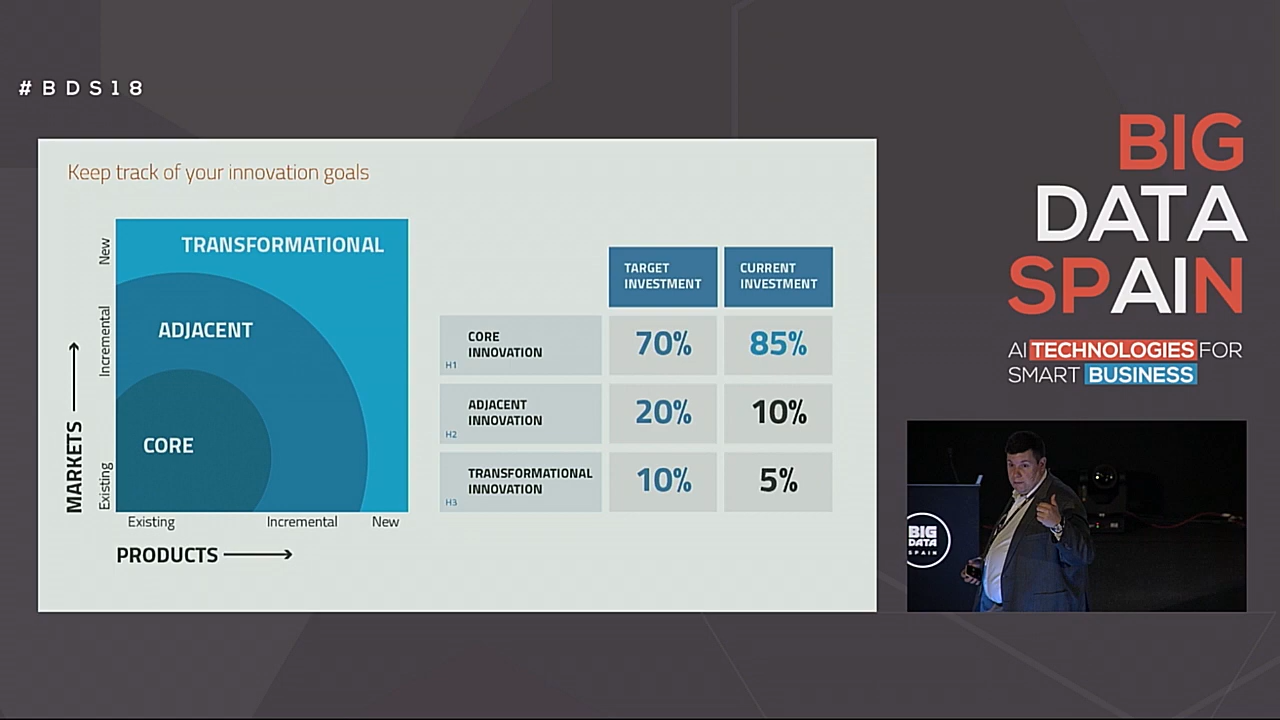 #BDS18
Keep track of your innovation goals
TRANSFORMATIONAL
ADJACENT
CORE
MARKETS
Existing
Incremental
New
Existing
Incremental
New
PRODUCTS
TARGET
INVESTMENT
CURRENT
INVESTMENT
CORE
INNOVATION
H1
70%
85%
ADJACENT
INNOVATION
H2
20%
10%
TRANSFORMATIONAL
INNOVATION
H3
10%
5%
BIG
DATA
SPAIN
AI TECHNOLOGIES FOR
SMART BUSINESS
BIG
DATA
SPAIN